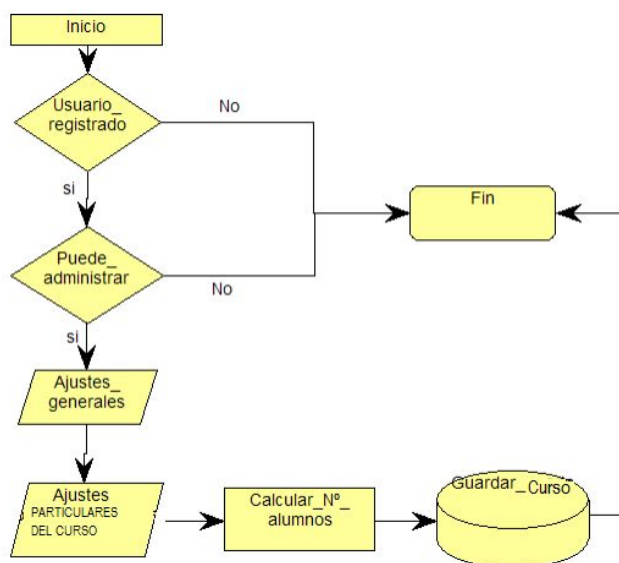 Inicio
Usuario_
registrado
No
si
Fin
Puede_
administrar
No
si
Ajustes_
generales
Ajustes
PARTICULARES
DEL CURSO
Calcular_Nº_
alumnos
Guardar_Curso